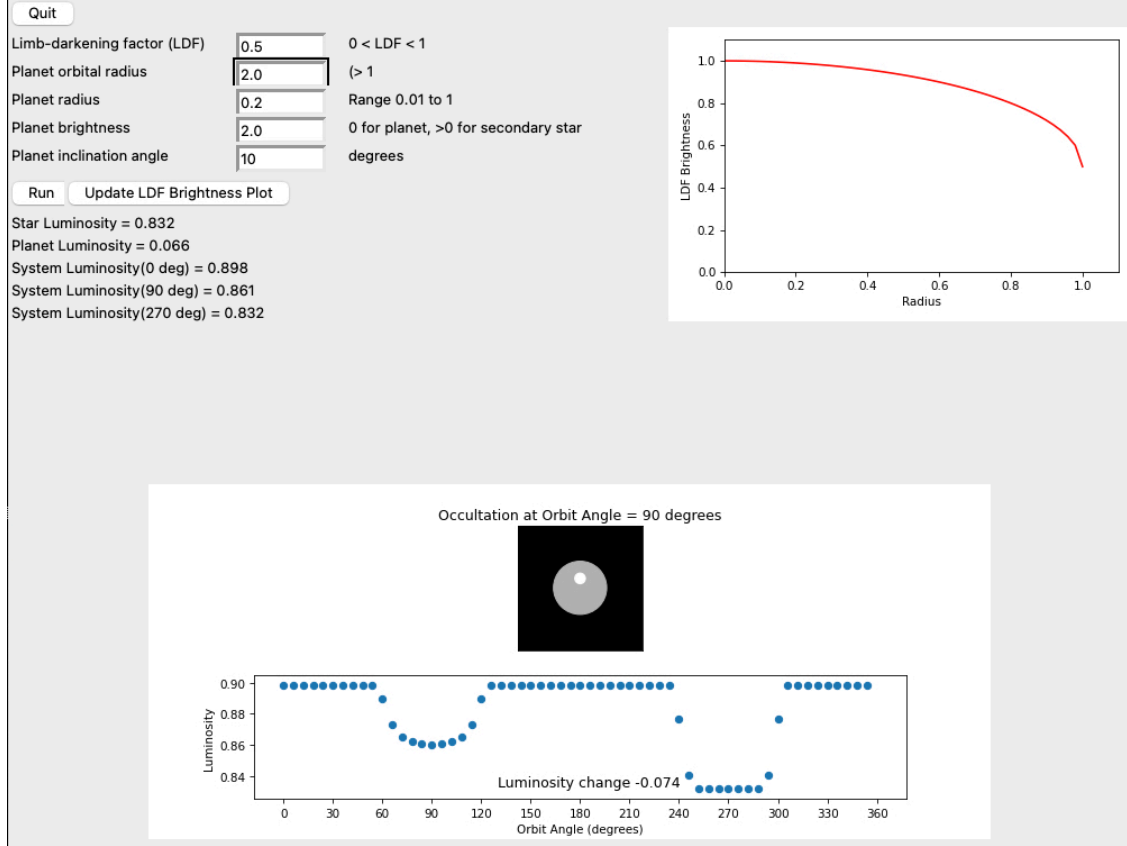 Quit
Limb-darkening factor (LDF) 0.5 0 < LDF < 1
Planet orbital radius 2.0 (> 1
Planet radius 0.2 Range 0.01 to 1
Planet brightness 2.0 0 for planet, >0 for secondary star
Planet inclination angle 10 degrees
Run Update LDF Brightness Plot
Star Luminosity = 0.832
Planet Luminosity = 0.066
System Luminosity(0 deg) = 0.898
System Luminosity(90 deg) = 0.861
System Luminosity(270 deg) = 0.832
LDF Brightness
1.0
0.8
0.6
0.4
0.2
0.0
0.0 0.2 0.4 0.6 0.8 1.0
Radius
Occultation at Orbit Angle = 90 degrees
Luminosity
0.90
0.88
0.86
0.84
Luminosity change -0.074
0 30 60 90 120 150 180 210 240 270 300 330 360
Orbit Angle (degrees)